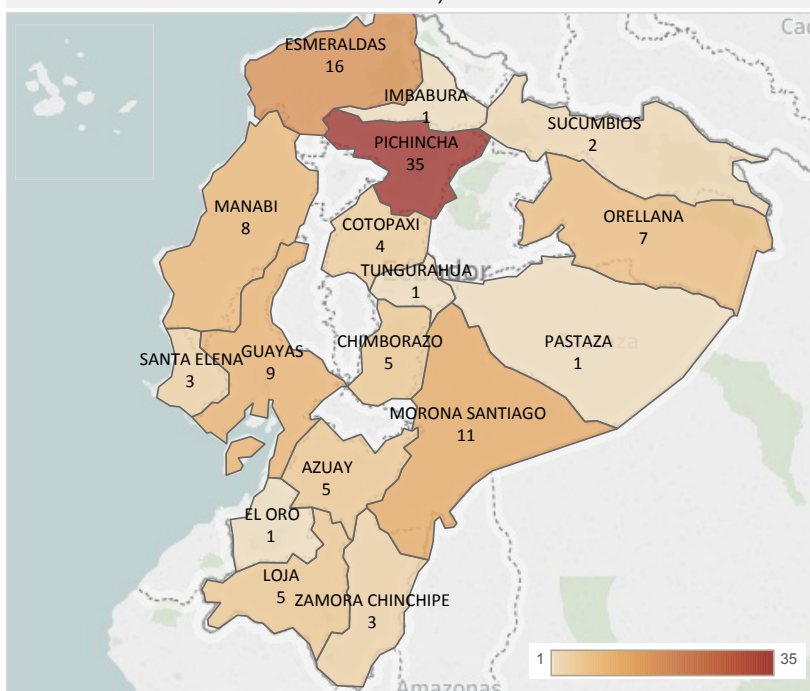 ESMERALDAS
16
IMBABURA
1
SUCUMBIOS
2
PICHINCHA
35
MANABI
8
ORELLANA
7
COTOPAXI
4
TUNGURAHUA
1
SANTA ELENA
3
GUAYAS
9
CHIMBORAZO
5
PASTAZA
1
MORONA SANTIAGO
11
AZUAY
5
EL ORO
1
LOJA
5
ZAMORA CHINCHIPE
3
1
35
Amazonas